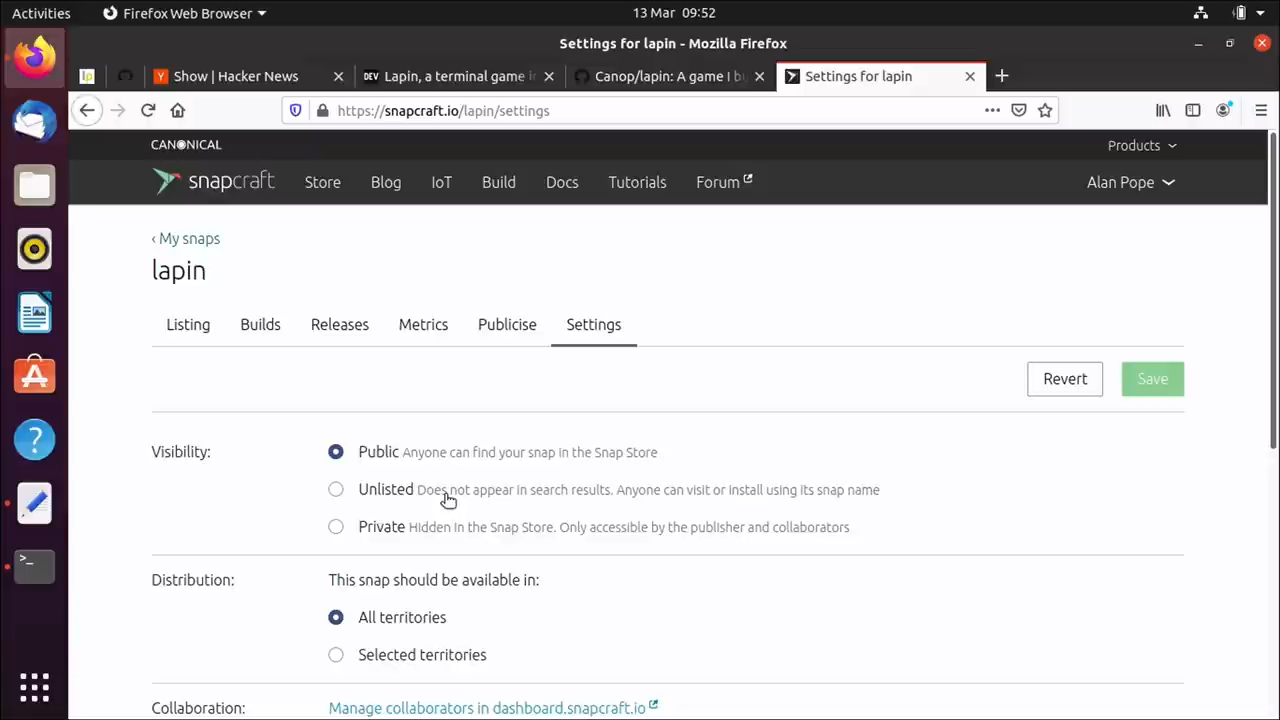 Activities
Firefox Web Browser
13 Mar 09:52
Settings for lapin - Mozilla Firefox
lp
Y Show | Hacker News
DEV Lapin, a terminal game i
Canop/lapin: A game I bu
Settings for lapin
https://snapcraft.io/lapin/settings
CANONICAL
Products
snapcraft
Store
Blog
IoT
Build
Docs
Tutorials
Forum
Alan Pope
‹ My snaps
lapin
Listing
Builds
Releases
Metrics
Publicise
Settings
Revert
Save
Visibility:
Public Anyone can find your snap in the Snap Store
Unlisted Does not appear in search results. Anyone can visit or install using its snap name
Private Hidden in the Snap Store. Only accessible by the publisher and collaborators
Distribution:
This snap should be available in:
All territories
Selected territories
Collaboration:
Manage collaborators in dashboard.snapcraft.io